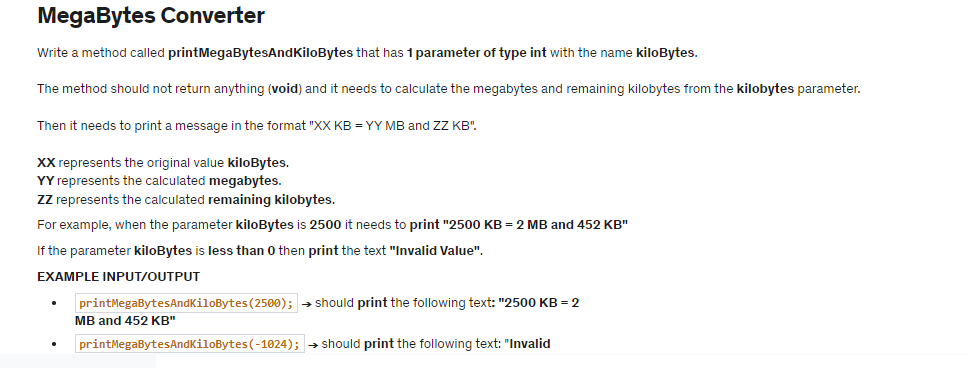 MegaBytes Converter
Write a method called printMegaBytesAndKiloBytes that has 1 parameter of type int with the name kiloBytes.
The method should not return anything (void) and it needs to calculate the megabytes and remaining kilobytes from the kilobytes parameter.
Then it needs to print a message in the format "XX KB = YY MB and ZZ KB".
XX represents the original value kiloBytes.
YY represents the calculated megabytes.
ZZ represents the calculated remaining kilobytes.
For example, when the parameter kiloBytes is 2500 it needs to print "2500 KB = 2 MB and 452 KB"
If the parameter kiloBytes is less than 0 then print the text "Invalid Value".
EXAMPLE INPUT/OUTPUT
• printMegaBytesAndKiloBytes(2500); → should print the following text: "2500 KB = 2
MB and 452 KB"
• printMegaBytesAndKiloBytes(-1024); → should print the following text: "Invalid